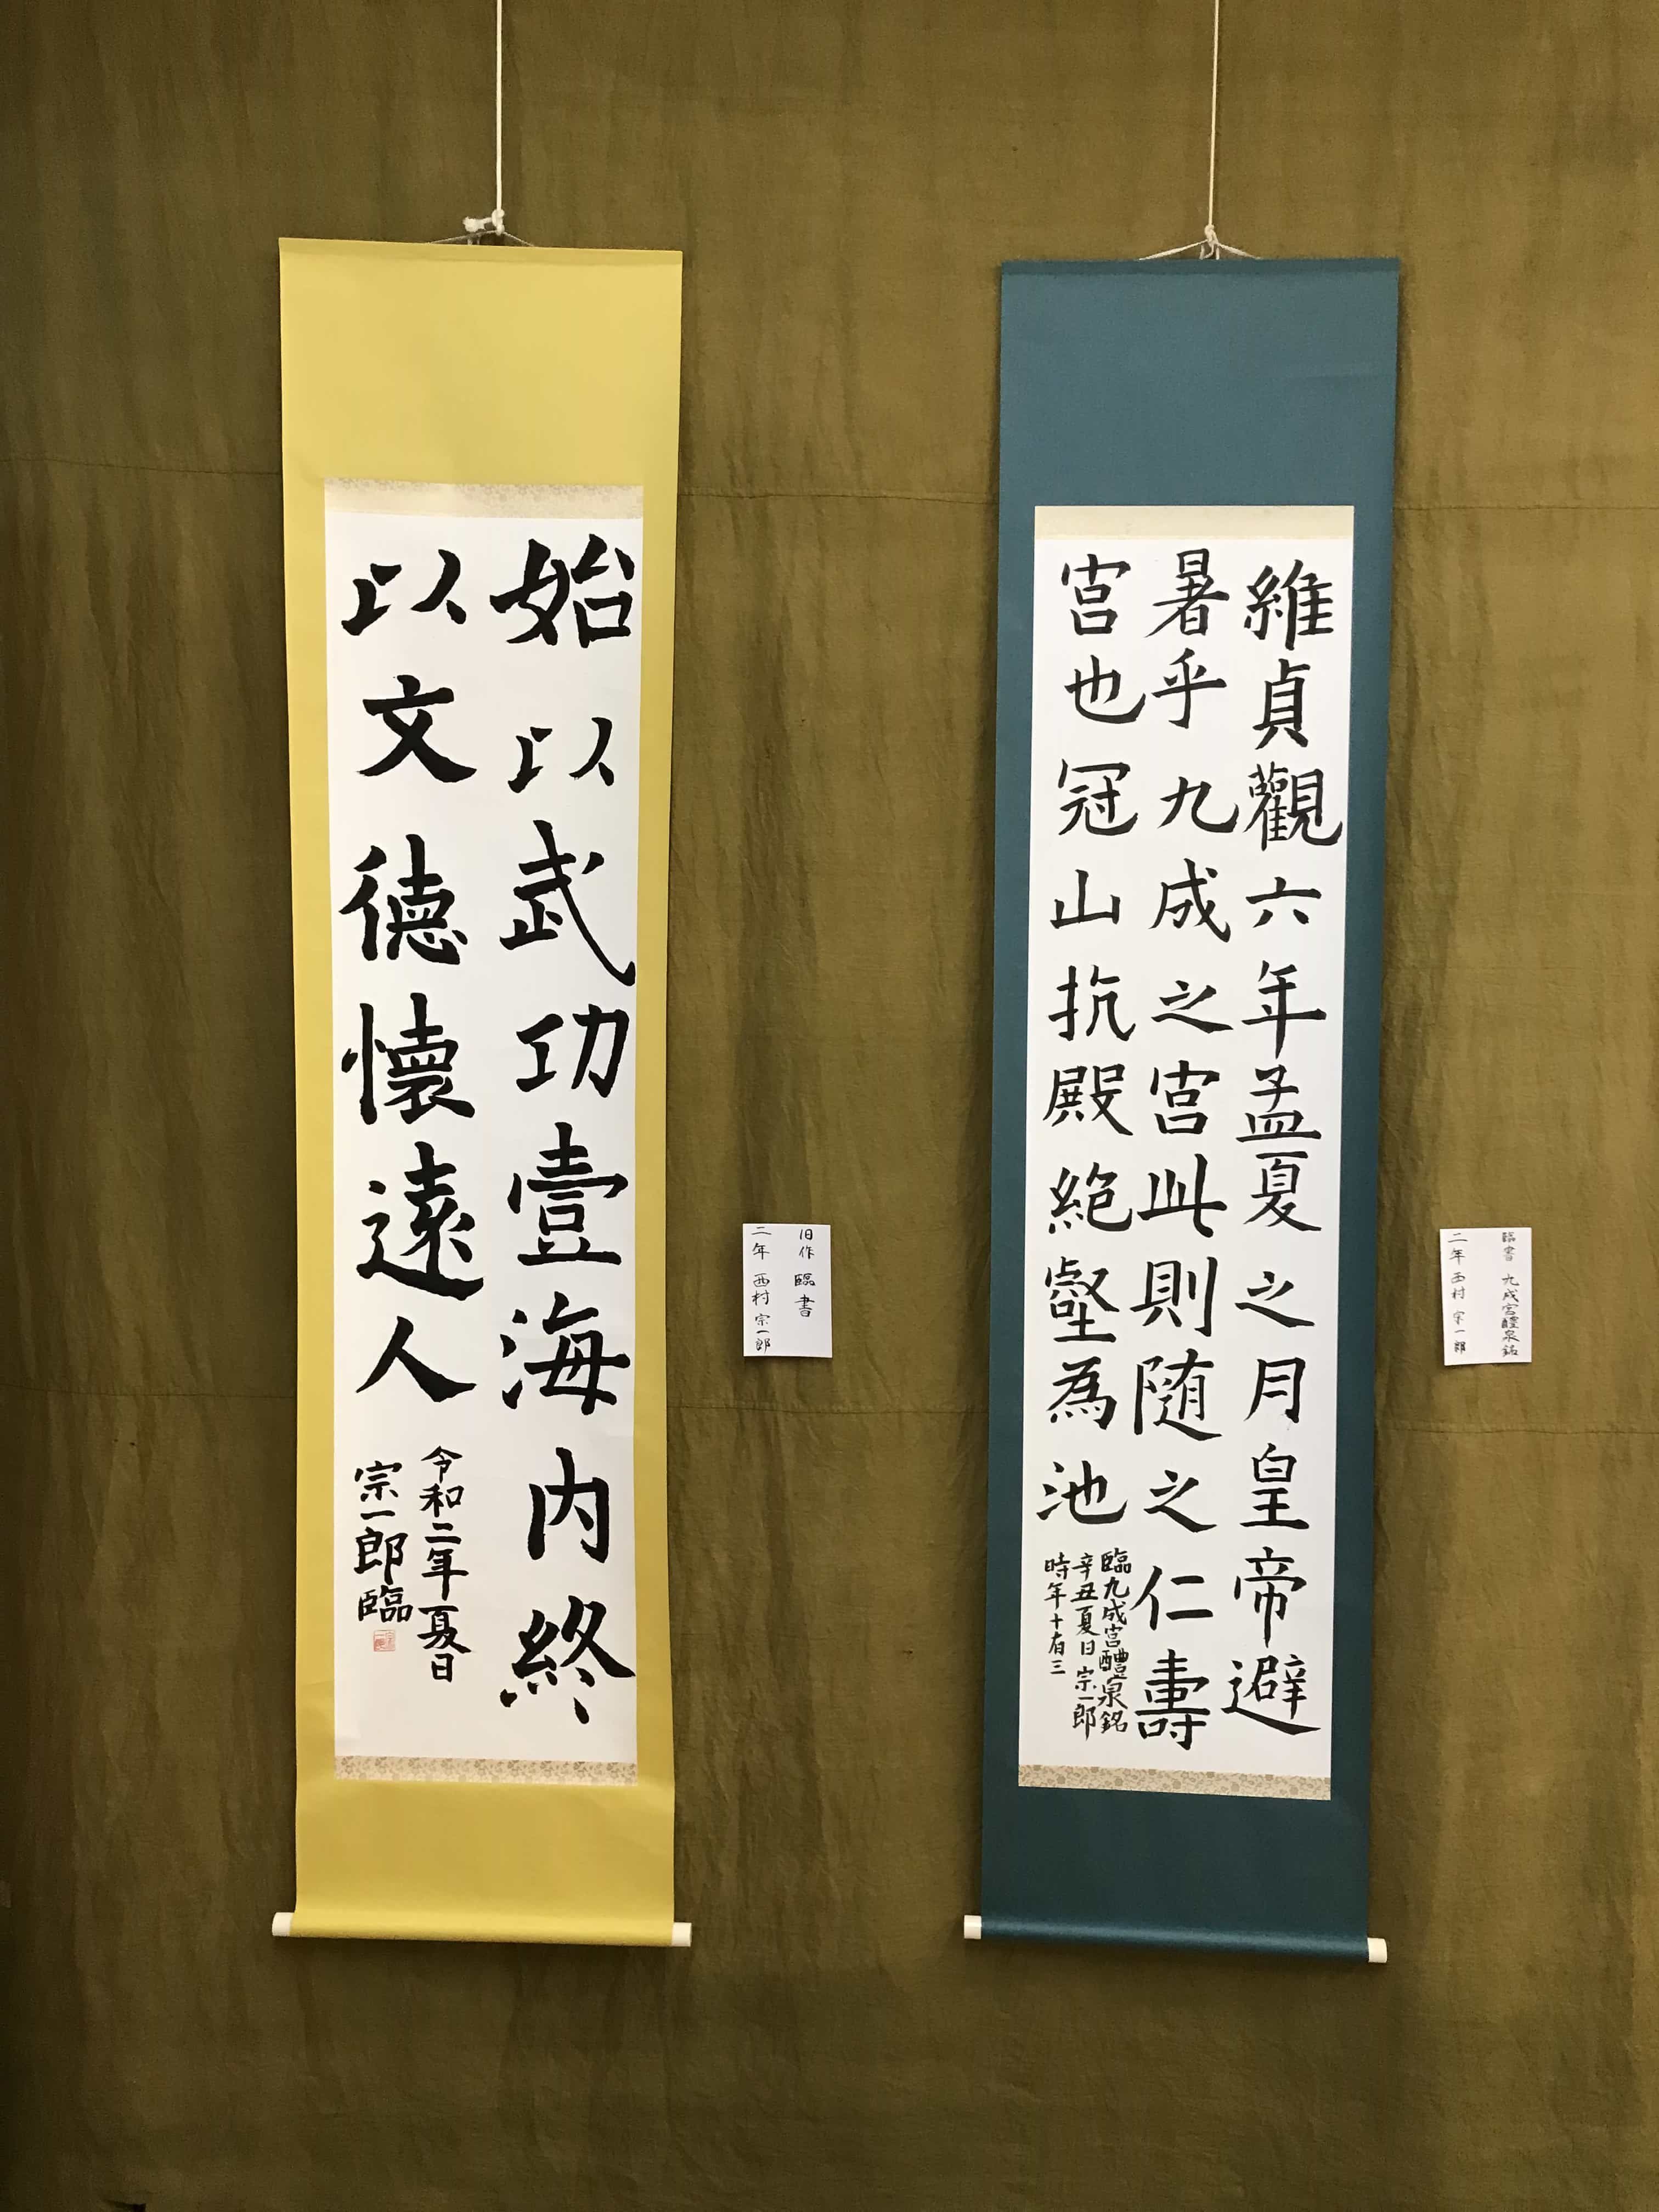 維貞觀六年孟夏之月皇帝避
暑乎九成之宮此則随之仁壽
宮也冠山抗殿絶壑為池
臨九成宮醴泉銘
辛丑夏日 宗一郎
時年十有三
臨書 九成宮醴泉銘
二年 西村 宗一郎
始以武功壹海内終
以文德懷遠人
令和二年夏日
宗一郎臨
旧作 臨書
二年 西村 宗一郎